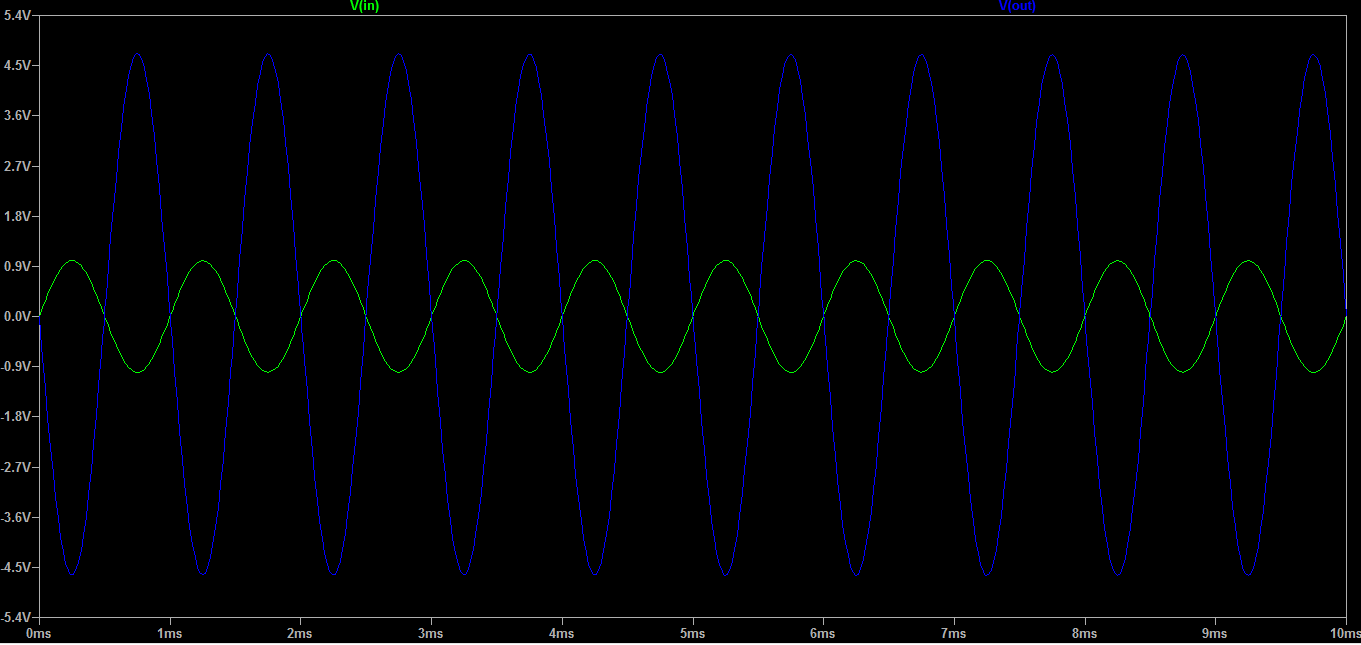 V(in) V(out)
5.4V
4.5V
3.6V
2.7V
1.8V
0.9V
0.0V
-0.9V
-1.8V
-2.7V
-3.6V
-4.5V
-5.4V
0ms 1ms 2ms 3ms 4ms 5ms 6ms 7ms 8ms 9ms 10ms